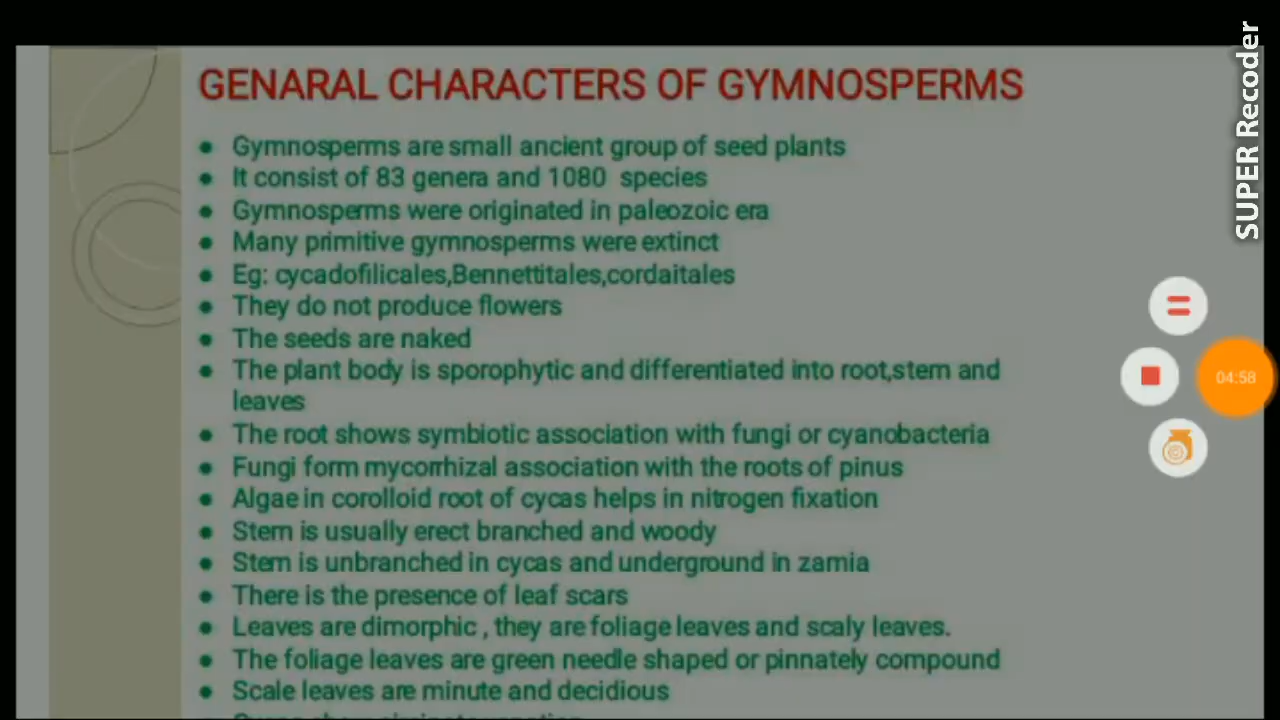 GENARAL CHARACTERS OF GYMNOSPERMS
• Gymnosperms are small ancient group of seed plants
• It consist of 83 genera and 1080 species
• Gymnosperms were originated in paleozoic era
• Many primitive gymnosperms were extinct
• Eg: cycadofilicales,Bennettitales,cordaitales
• They do not produce flowers
• The seeds are naked
• The plant body is sporophytic and differentiated into root,stem and
leaves
• The root shows symbiotic association with fungi or cyanobacteria
• Fungi form mycorrhizal association with the roots of pinus
• Algae in corolloid root of cycas helps in nitrogen fixation
• Stem is usually erect branched and woody
• Stem is unbranched in cycas and underground in zamia
• There is the presence of leaf scars
• Leaves are dimorphic , they are foliage leaves and scaly leaves.
• The foliage leaves are green needle shaped or pinnately compound
• Scale leaves are minute and decidious
SUPER Recoder
04:58